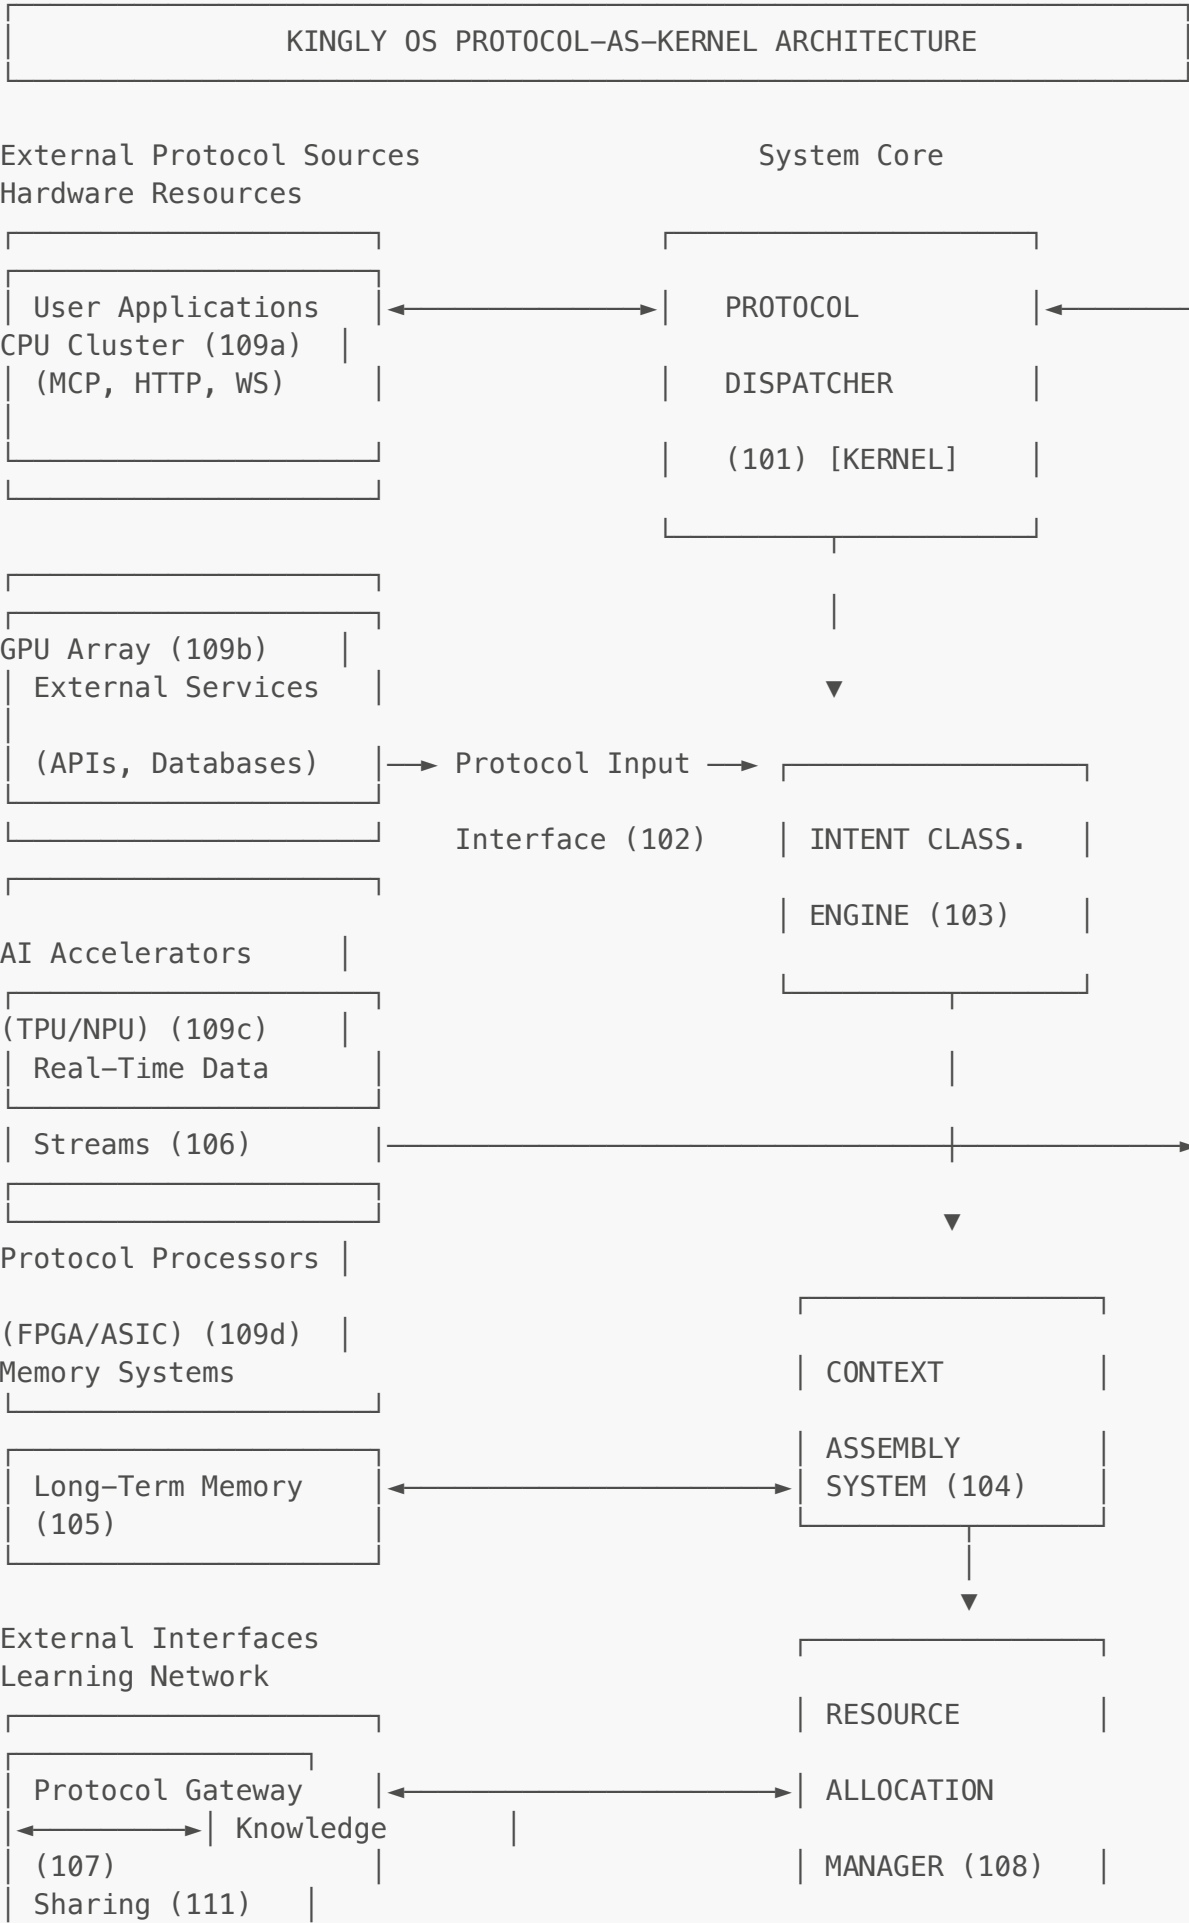 KINGLY OS PROTOCOL-AS-KERNEL ARCHITECTURE
External Protocol Sources System Core
Hardware Resources
User Applications PROTOCOL
CPU Cluster (109a)
(MCP, HTTP, WS) DISPATCHER
(101) [KERNEL]
GPU Array (109b)
External Services
(APIs, Databases) Protocol Input
Interface (102) INTENT CLASS.
ENGINE (103)
AI Accelerators
(TPU/NPU) (109c)
Real-Time Data
Streams (106)
Protocol Processors
(FPGA/ASIC) (109d)
Memory Systems CONTEXT
ASSEMBLY
Long-Term Memory SYSTEM (104)
(105)
External Interfaces
Learning Network
RESOURCE
Protocol Gateway ALLOCATION
Knowledge
(107) MANAGER (108)
Sharing (111)